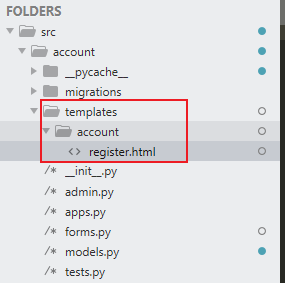 FOLDERS
src
account
__pycache__
migrations
templates
account
<> register.html
/* __init__.py
/* admin.py
/* apps.py
/* forms.py
/* models.py
/* tests.py